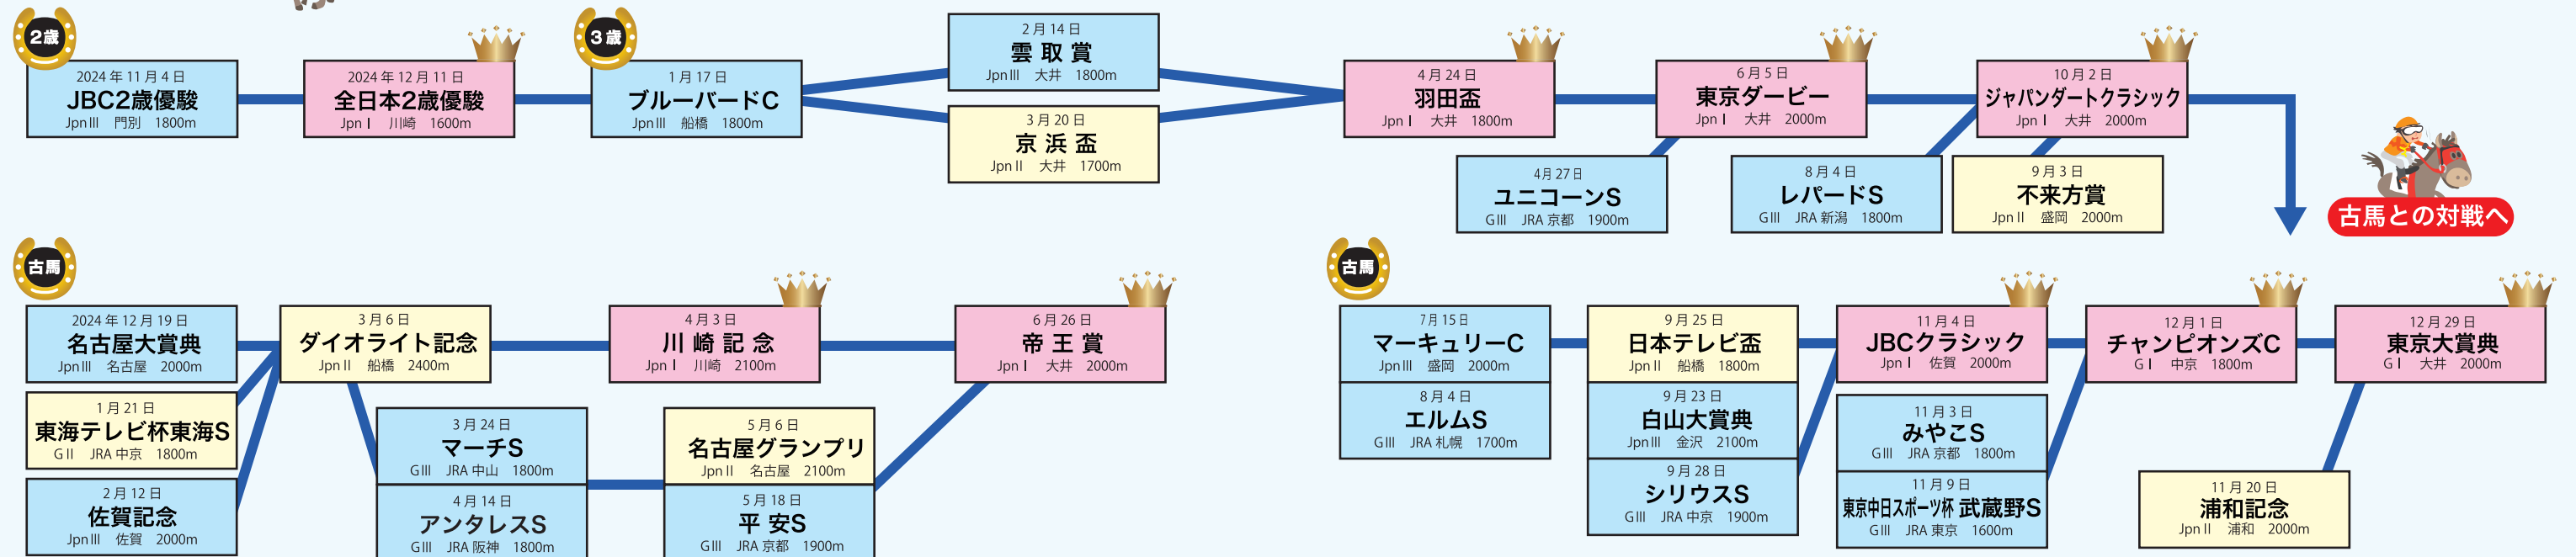 2歳
2024年11月4日
JBC2歳優駿
JpnⅢ 門別 1800m
2024年12月11日
全日本2歳優駿
JpnⅠ 川崎 1600m
3歳
1月17日
ブルーバードC
JpnⅢ 船橋 1800m
2月14日
雲取賞
JpnⅢ 大井 1800m
3月20日
京浜盃
JpnⅡ 大井 1700m
4月24日
羽田盃
JpnⅠ 大井 1800m
6月5日
東京ダービー
JpnⅠ 大井 2000m
10月2日
ジャパンダートクラシック
JpnⅠ 大井 2000m
4月27日
ユニコーンS
GⅢ JRA京都 1900m
8月4日
レパードS
GⅢ JRA新潟 1800m
9月3日
不来方賞
JpnⅡ 盛岡 2000m
古馬との対戦へ
古馬
2024年12月19日
名古屋大賞典
JpnⅢ 名古屋 2000m
1月21日
東海テレビ杯東海S
GⅡ JRA中京 1800m
2月12日
佐賀記念
JpnⅢ 佐賀 2000m
3月6日
ダイオライト記念
JpnⅡ 船橋 2400m
3月24日
マーチS
GⅢ JRA中山 1800m
4月14日
アンタレスS
GⅢ JRA阪神 1800m
4月3日
川崎記念
JpnⅠ 川崎 2100m
5月6日
名古屋グランプリ
JpnⅡ 名古屋 2100m
5月18日
平安S
GⅢ JRA京都 1900m
6月26日
帝王賞
JpnⅠ 大井 2000m
古馬
7月15日
マーキュリーC
JpnⅢ 盛岡 2000m
8月4日
エルムS
GⅢ JRA札幌 1700m
9月25日
日本テレビ盃
JpnⅡ 船橋 1800m
9月23日
白山大賞典
JpnⅢ 金沢 2100m
9月28日
シリウスS
GⅢ JRA中京 1900m
11月4日
JBCクラシック
JpnⅠ 佐賀 2000m
11月3日
みやこS
GⅢ JRA京都 1800m
11月9日
東京中日スポーツ杯 武蔵野S
GⅢ JRA東京 1600m
12月1日
チャンピオンズC
GⅠ 中京 1800m
12月29日
東京大賞典
GⅠ 大井 2000m
11月20日
浦和記念
JpnⅡ 浦和 2000m